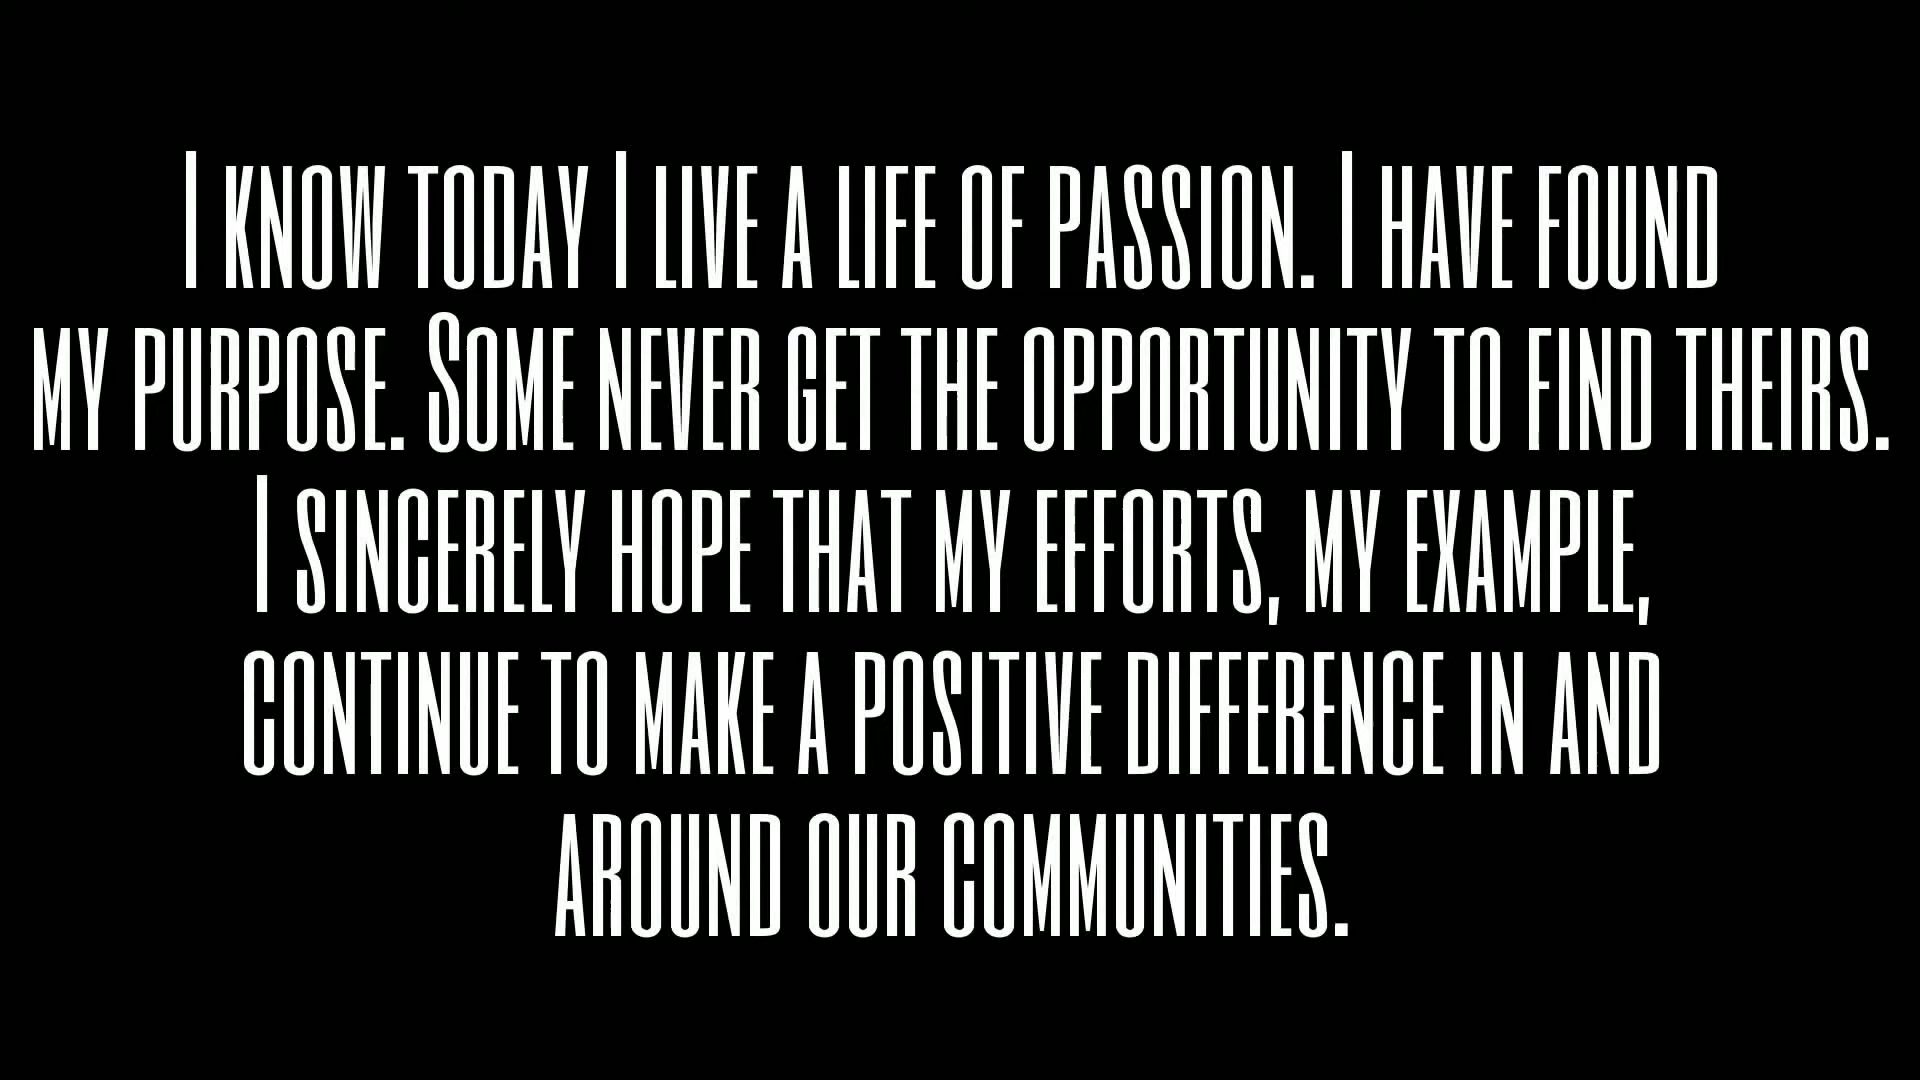 I know today I live a life of passion. I have found
my purpose. Some never get the opportunity to find theirs.
I sincerely hope that my efforts, my example,
continue to make a positive difference in and
around our communities.